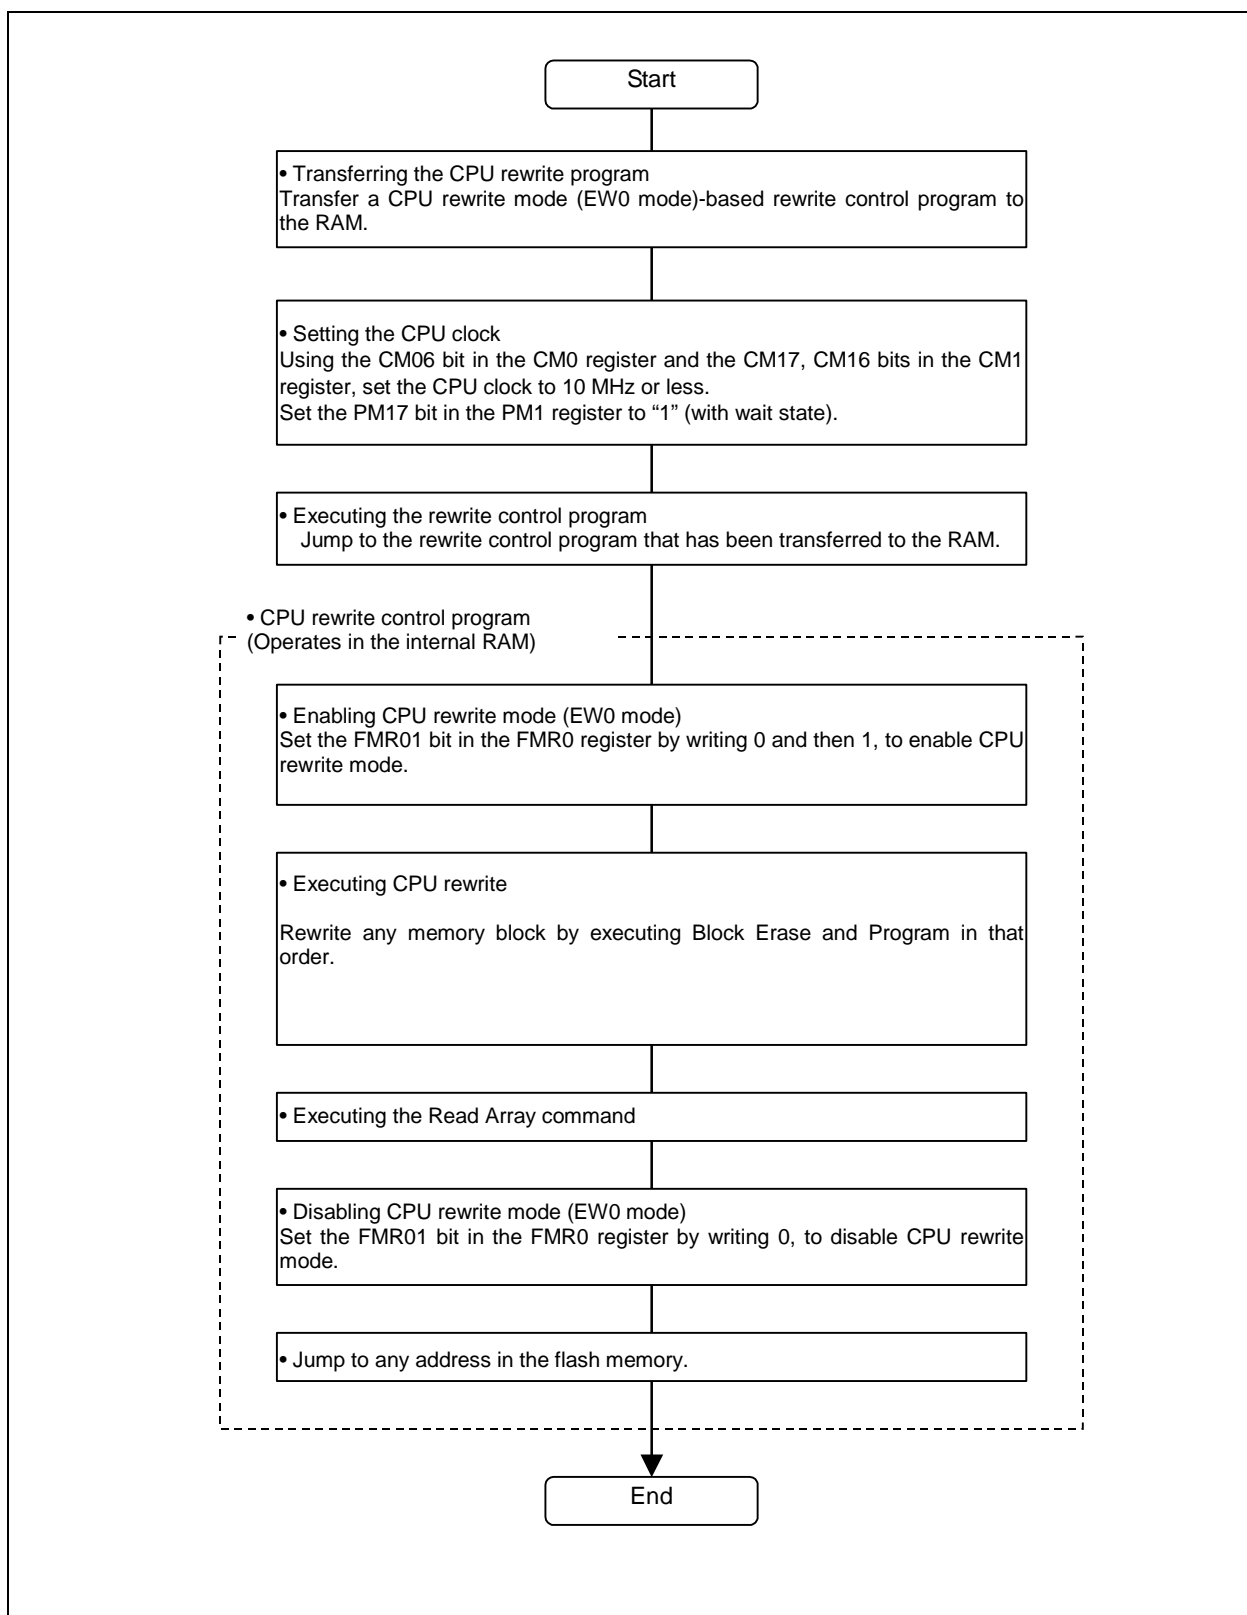 Start
• Transferring the CPU rewrite program
Transfer a CPU rewrite mode (EW0 mode)-based rewrite control program to
the RAM.
• Setting the CPU clock
Using the CM06 bit in the CM0 register and the CM17, CM16 bits in the CM1
register, set the CPU clock to 10 MHz or less.
Set the PM17 bit in the PM1 register to “1” (with wait state).
• Executing the rewrite control program
Jump to the rewrite control program that has been transferred to the RAM.
• CPU rewrite control program
(Operates in the internal RAM)
• Enabling CPU rewrite mode (EW0 mode)
Set the FMR01 bit in the FMR0 register by writing 0 and then 1, to enable CPU
rewrite mode.
• Executing CPU rewrite
Rewrite any memory block by executing Block Erase and Program in that
order.
• Executing the Read Array command
• Disabling CPU rewrite mode (EW0 mode)
Set the FMR01 bit in the FMR0 register by writing 0, to disable CPU rewrite
mode.
• Jump to any address in the flash memory.
End